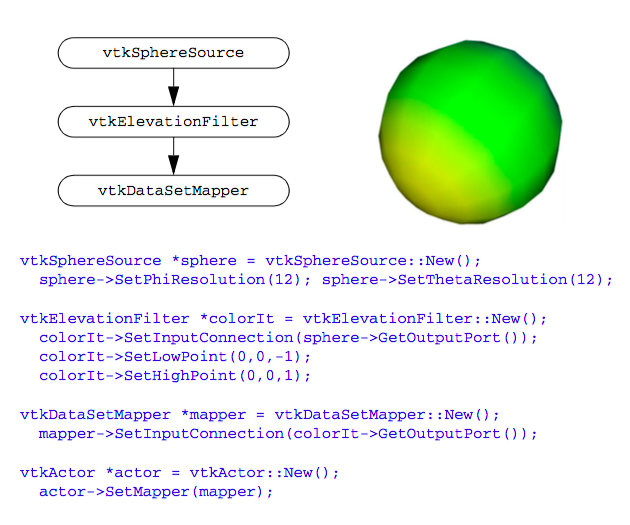 vtkSphereSource
vtkElevationFilter
vtkDataSetMapper
vtkSphereSource *sphere = vtkSphereSource::New();
sphere->SetPhiResolution(12); sphere->SetThetaResolution(12);
vtkElevationFilter *colorIt = vtkElevationFilter::New();
colorIt->SetInputConnection(sphere->GetOutputPort());
colorIt->SetLowPoint(0,0,-1);
colorIt->SetHighPoint(0,0,1);
vtkDataSetMapper *mapper = vtkDataSetMapper::New();
mapper->SetInputConnection(colorIt->GetOutputPort());
vtkActor *actor = vtkActor::New();
actor->SetMapper(mapper);